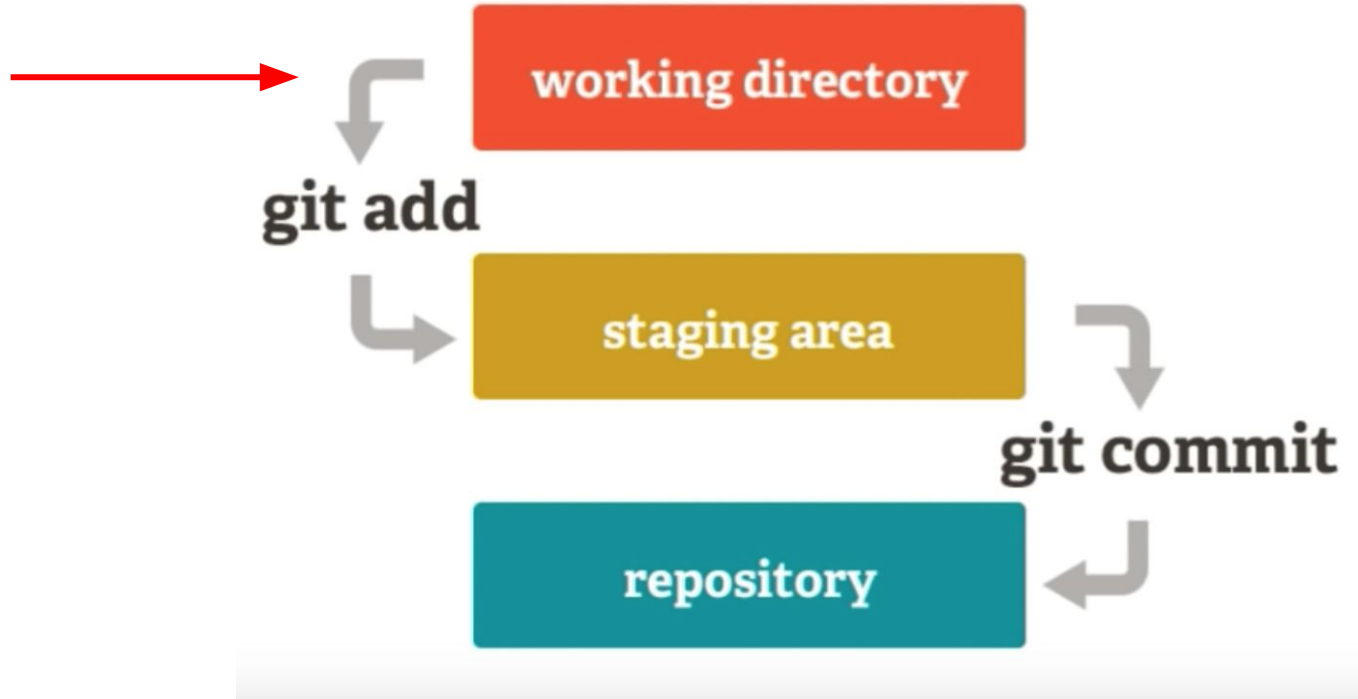 working directory
git add
staging area
git commit
repository